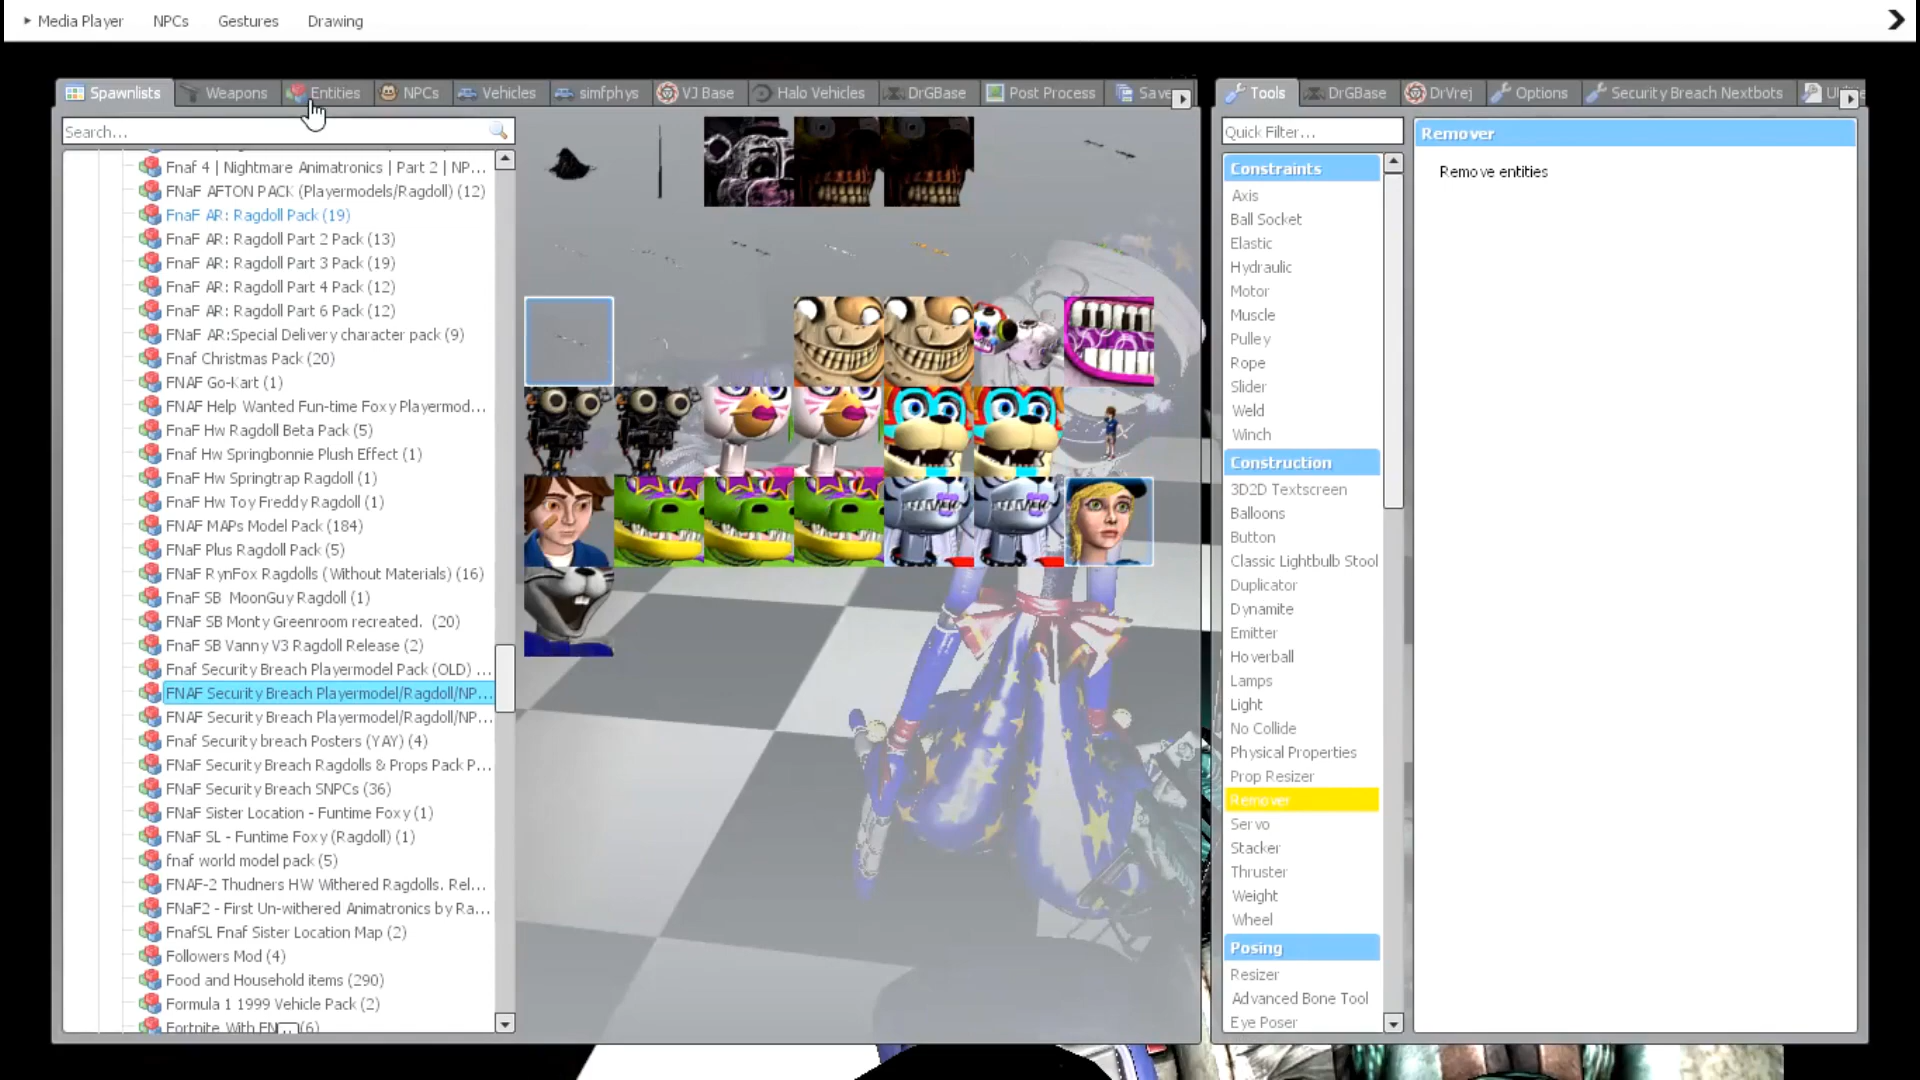 Media Player NPCs Gestures Drawing
Spawnlists Weapons Entities NPCs Vehicles simfphys VJ Base Halo Vehicles DrGBase Post Process Save
Tools DrGBase DrVrej Options Security Breach Nextbots
Search...
Fnaf 4 | Nightmare Animatronics | Part 2 | NP...
FNaF AFTON PACK (Playermodels/Ragdoll) (12)
FnaF AR: Ragdoll Pack (19)
FnaF AR: Ragdoll Part 2 Pack (13)
FnaF AR: Ragdoll Part 3 Pack (19)
FnaF AR: Ragdoll Part 4 Pack (12)
FnaF AR: Ragdoll Part 6 Pack (12)
FNaF AR:Special Delivery character pack (9)
Fnaf Christmas Pack (20)
FNAF Go-Kart (1)
FNAF Help Wanted Fun-time Foxy Playermod...
FnaF Hw Ragdoll Beta Pack (5)
Fnaf Hw Springbonnie Plush Effect (1)
FnaF Hw Springtrap Ragdoll (1)
FnaF Hw Toy Freddy Ragdoll (1)
FNAF MAPs Model Pack (184)
FNaF Plus Ragdoll Pack (5)
FNaF RynFox Ragdolls (Without Materials) (16)
FnaF SB MoonGuy Ragdoll (1)
FNaF SB Monty Greenroom recreated. (20)
FNaF SB Vanny V3 Ragdoll Release (2)
Fnaf Security Breach Playermodel Pack (OLD) ...
FNAF Security Breach Playermodel/Ragdoll/NP...
FNAF Security Breach Playermodel/Ragdoll/NP...
Fnaf Security breach Posters (YAY) (4)
FNaF Security Breach Ragdolls & Props Pack P...
FNaF Security Breach SNPCs (36)
FNaF Sister Location - Funtime Foxy (1)
FNaF SL - Funtime Foxy (Ragdoll) (1)
fnaf world model pack (5)
FNAF-2 Thudners HW Withered Ragdolls. Rel...
FNaF2 - First Un-withered Animatronics by Ra...
FnafSL Fnaf Sister Location Map (2)
Followers Mod (4)
Food and Household items (290)
Formula 1 1999 Vehicle Pack (2)
Fortnite With (6)
Quick Filter...
Constraints
Axis
Ball Socket
Elastic
Hydraulic
Motor
Muscle
Pulley
Rope
Slider
Weld
Winch
Construction
3D2D Textscreen
Balloons
Button
Classic Lightbulb Stool
Duplicator
Dynamite
Emitter
Hoverball
Lamps
Light
No Collide
Physical Properties
Prop Resizer
Remover
Servo
Stacker
Thruster
Weight
Wheel
Posing
Resizer
Advanced Bone Tool
Eye Poser
Remover
Remove entities